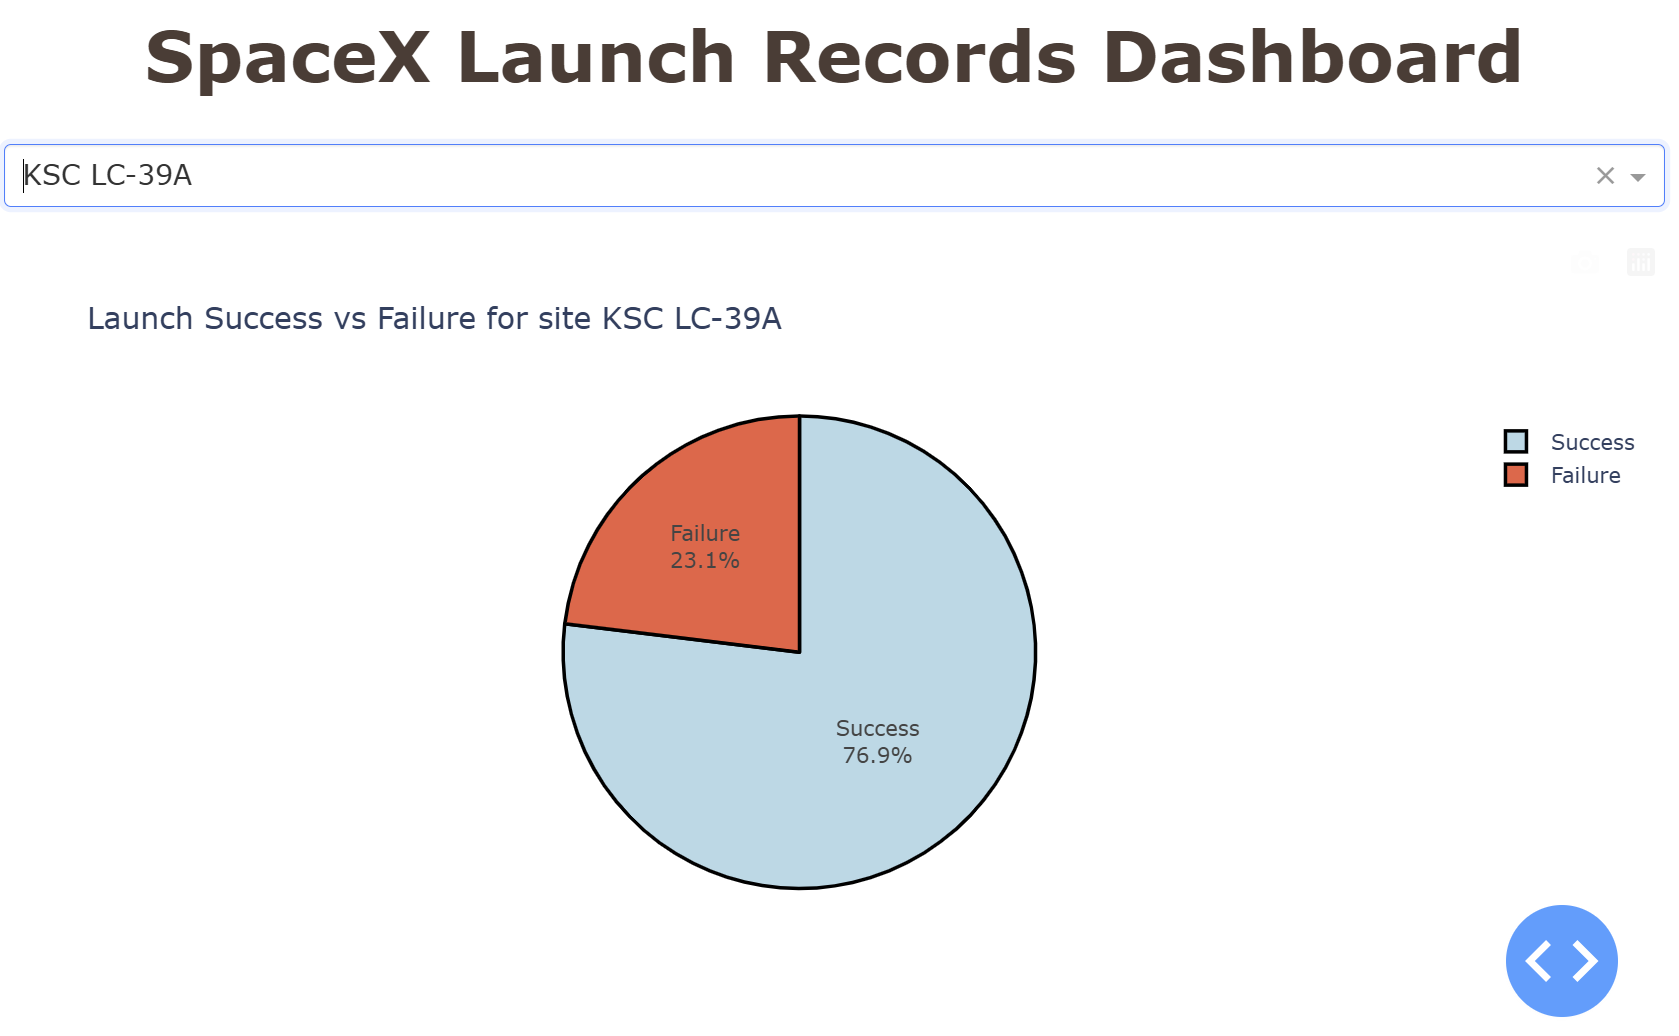 SpaceX Launch Records Dashboard
KSC LC-39A
Launch Success vs Failure for site KSC LC-39A
Success
Failure
Failure
23.1%
Success
76.9%